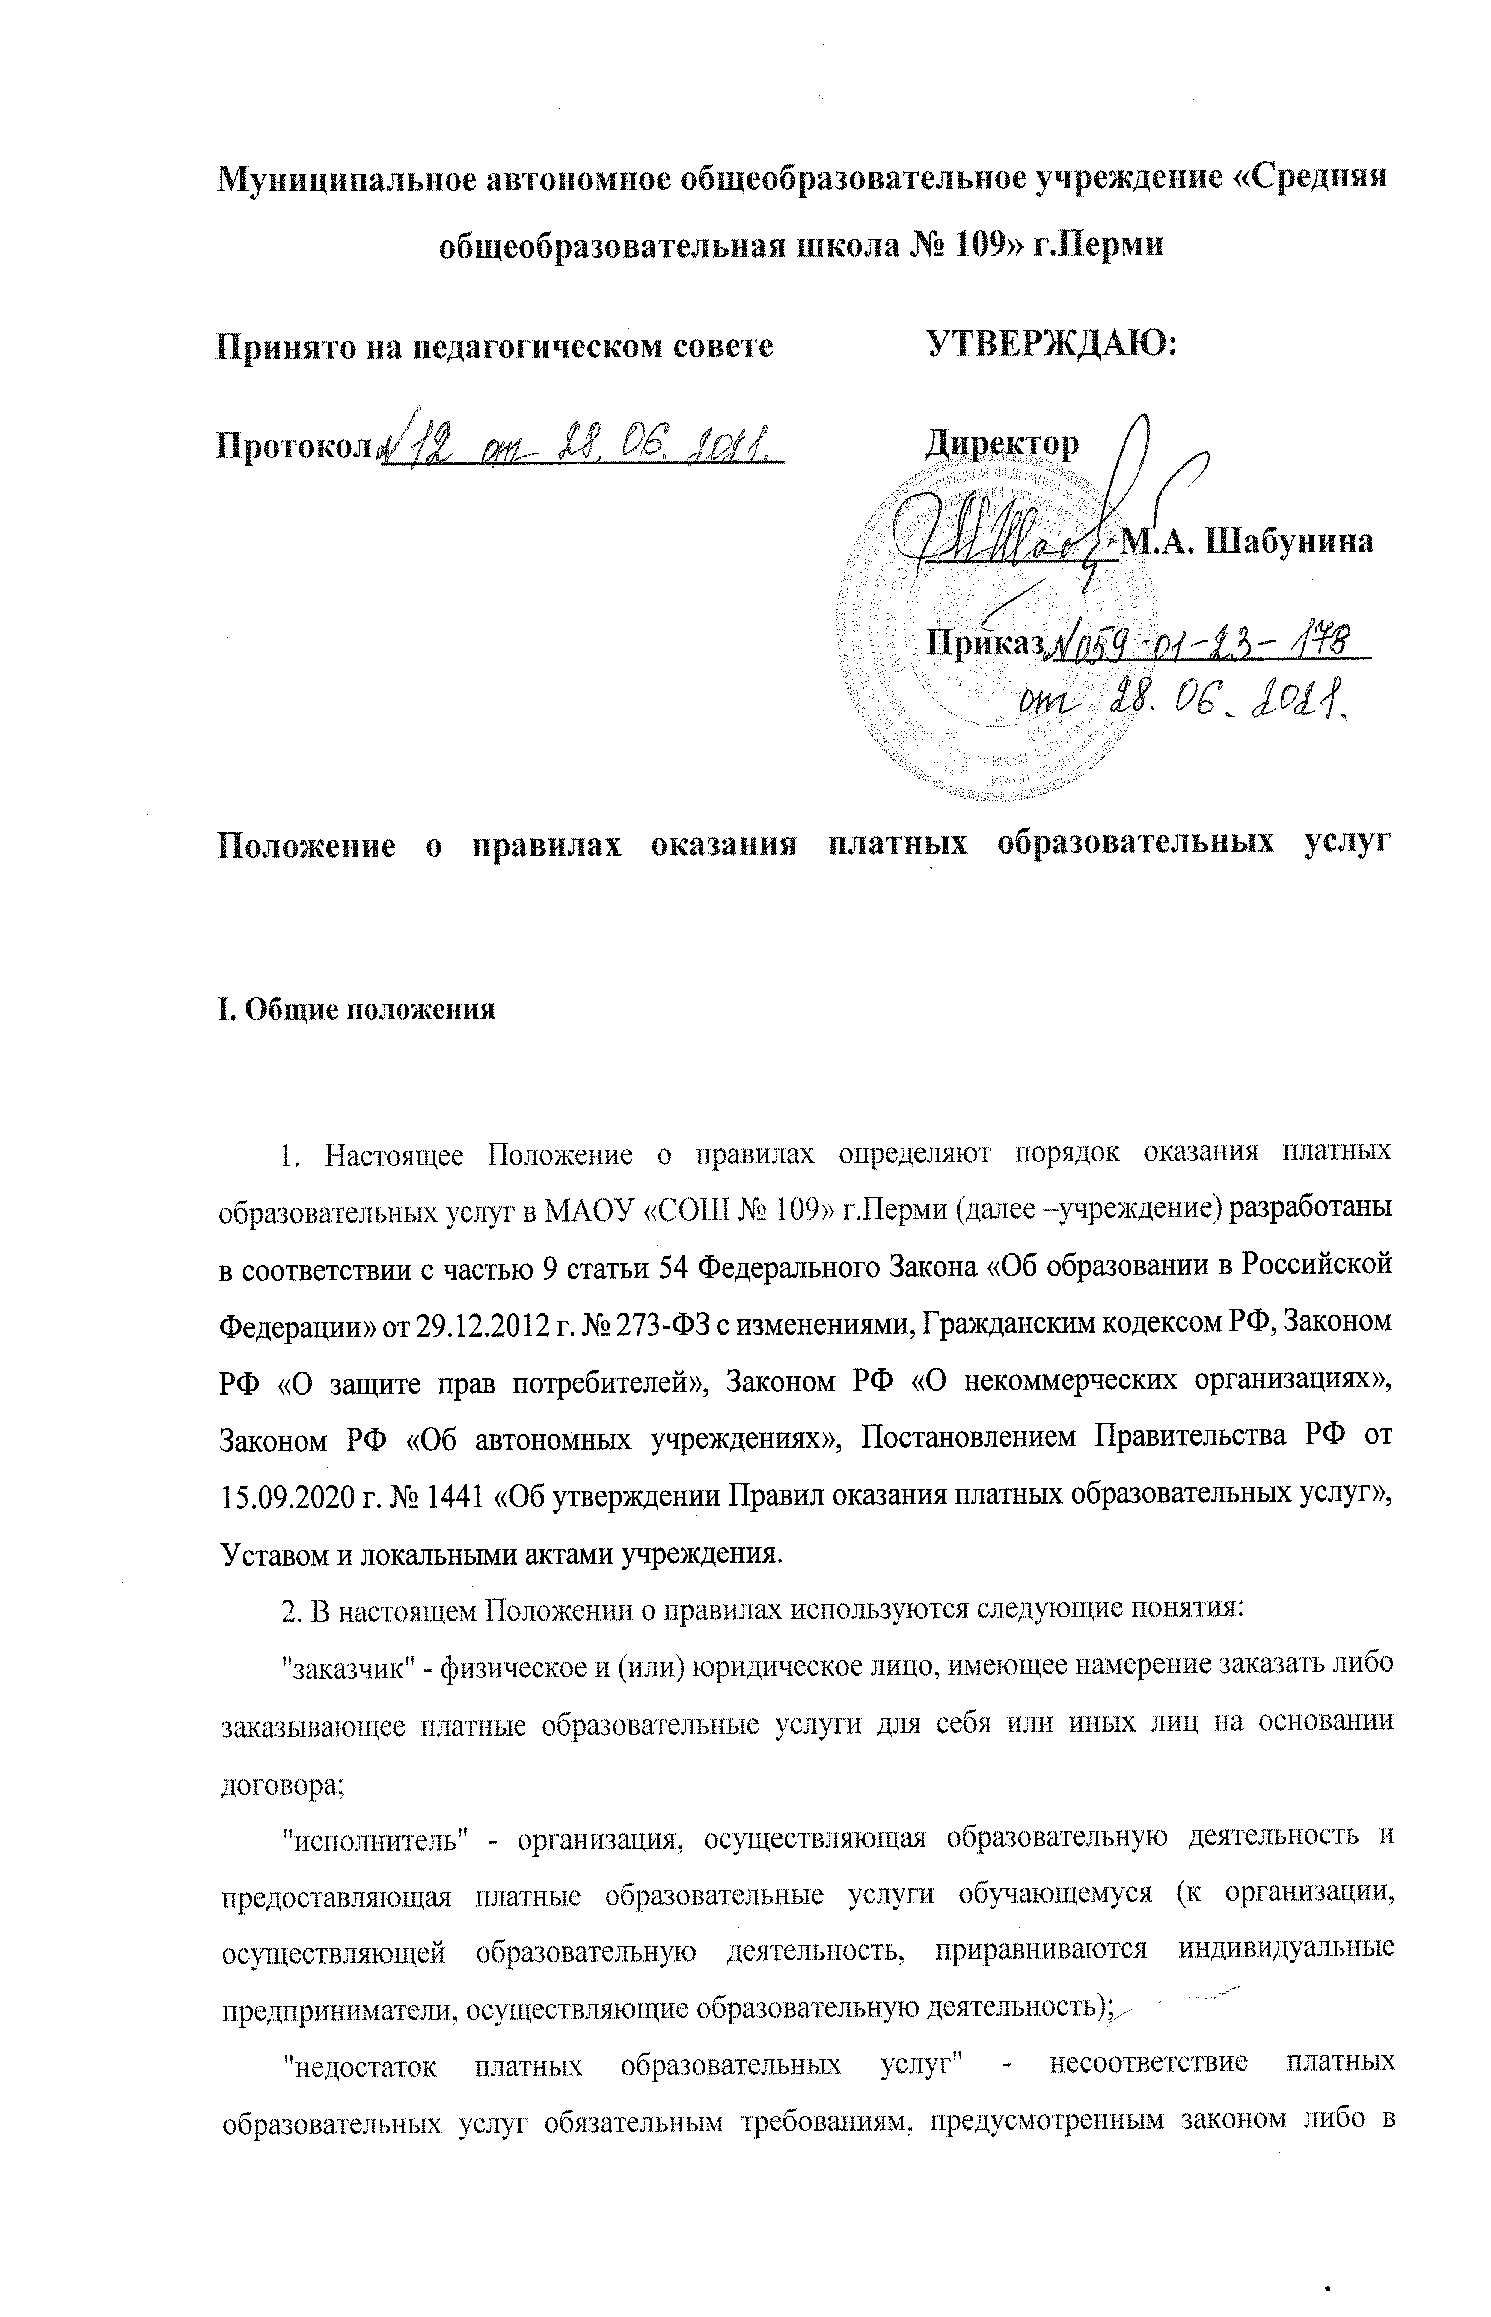 Муниципальное автономное общеобразовательное учреждение «Средняя
общеобразовательная школа № 109» г.Перми
Принято на педагогическом совете
УТВЕРЖДАЮ:
Протокол №12 от 28.06.2021.
Директор
М.А. Шабунина
Приказ №059-01-23-178
от 28.06.2021.
Положение о правилах оказания платных образовательных услуг
I. Общие положения
1. Настоящее Положение о правилах определяют порядок оказания платных
образовательных услуг в МАОУ «СОШ № 109» г.Перми (далее –учреждение) разработаны
в соответствии с частью 9 статьи 54 Федерального Закона «Об образовании в Российской
Федерации» от 29.12.2012 г. № 273-ФЗ с изменениями, Гражданским кодексом РФ, Законом
РФ «О защите прав потребителей», Законом РФ «О некоммерческих организациях»,
Законом РФ «Об автономных учреждениях», Постановлением Правительства РФ от
15.09.2020 г. № 1441 «Об утверждении Правил оказания платных образовательных услуг»,
Уставом и локальными актами учреждения.
2. В настоящем Положении о правилах используются следующие понятия:
"заказчик" - физическое и (или) юридическое лицо, имеющее намерение заказать либо
заказывающее платные образовательные услуги для себя или иных лиц на основании
договора;
"исполнитель" - организация, осуществляющая образовательную деятельность и
предоставляющая платные образовательные услуги обучающемуся (к организации,
осуществляющей образовательную деятельность, приравниваются индивидуальные
предприниматели, осуществляющие образовательную деятельность);
"недостаток платных образовательных услуг" - несоответствие платных
образовательных услуг обязательным требованиям, предусмотренным законом либо в